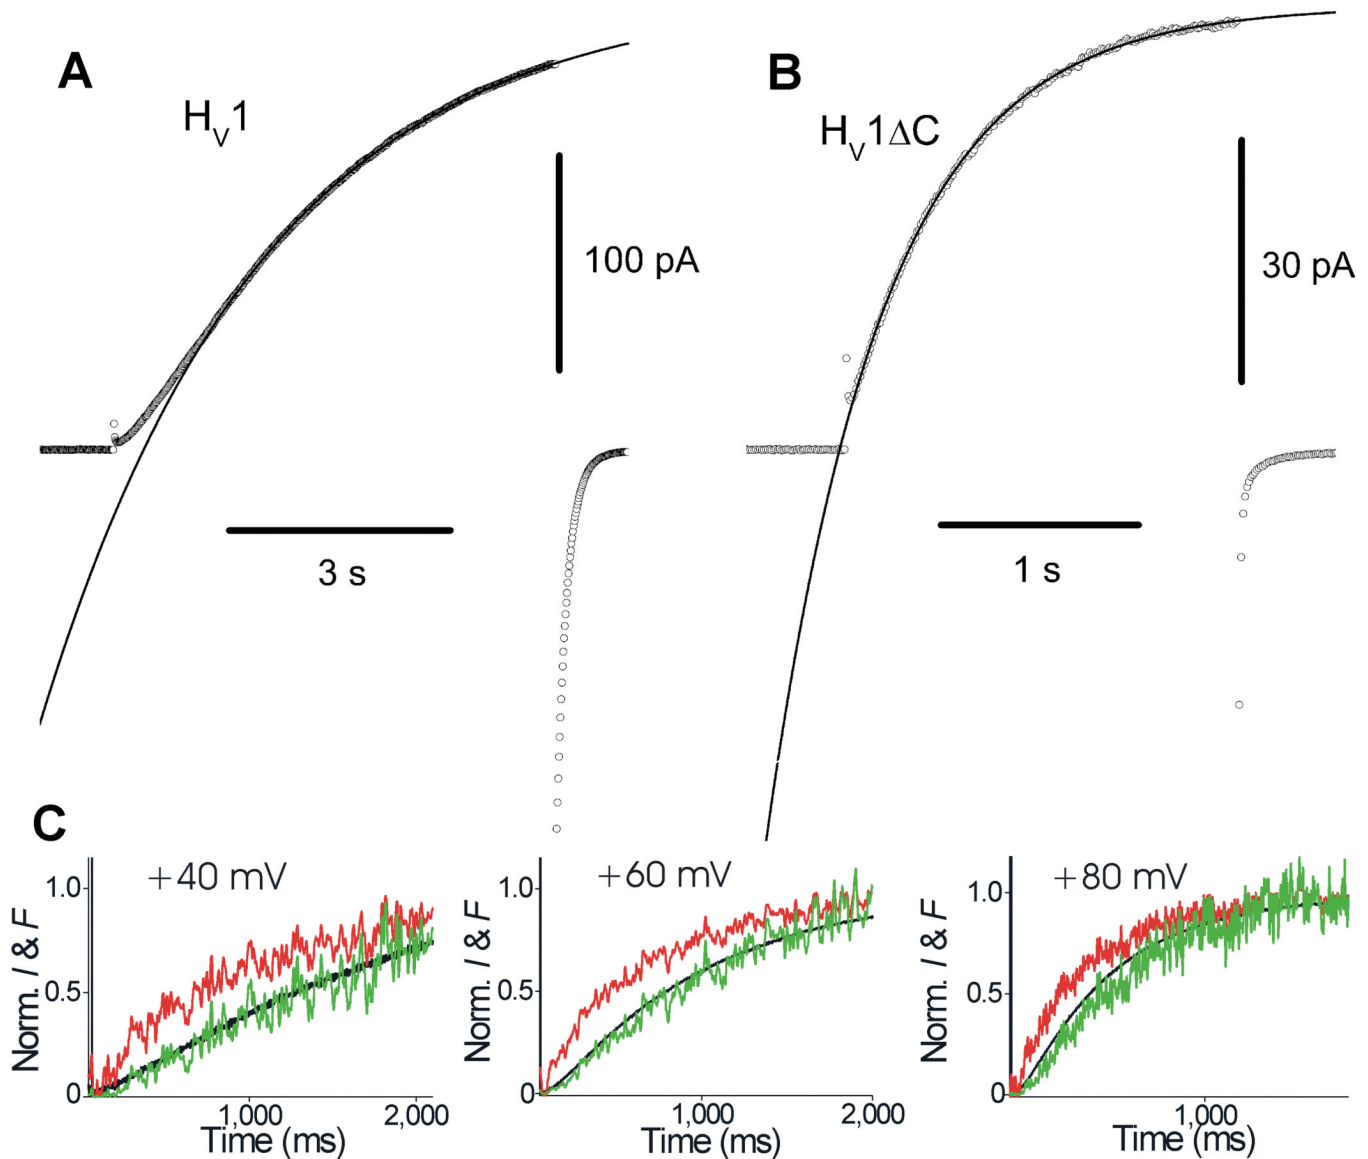 A
H_V1
100 pA
3 s
B
H_V1ΔC
30 pA
1 s
C
+40 mV
Norm. I & F
1.0
0.5
0
1,000
2,000
Time (ms)
+60 mV
Norm. I & F
1.0
0.5
0
1,000
2,000
Time (ms)
+80 mV
Norm. I & F
1.0
0.5
0
1,000
Time (ms)